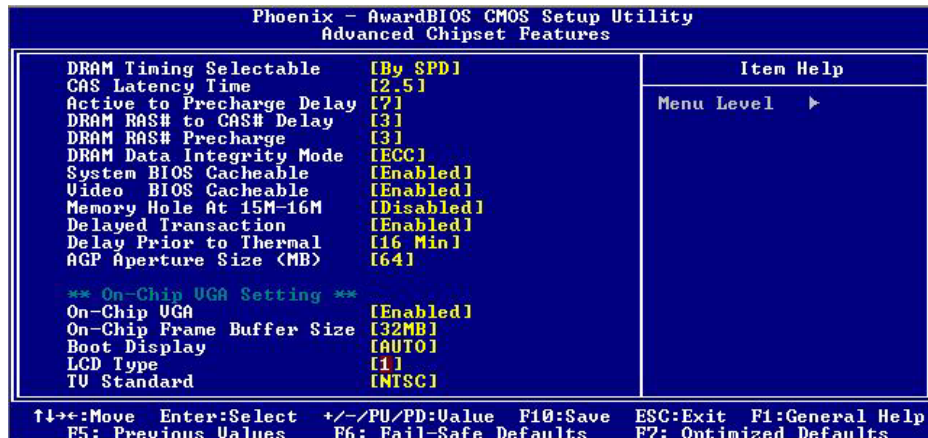 Phoenix - AwardBIOS CMOS Setup Utility
Advanced Chipset Features
DRAM Timing Selectable [By SPD]
CAS Latency Time [2.5]
Active to Precharge Delay [7]
DRAM RAS# to CAS# Delay [3]
DRAM RAS# Precharge [3]
DRAM Data Integrity Mode [ECC]
System BIOS Cacheable [Enabled]
Video BIOS Cacheable [Enabled]
Memory Hole At 15M-16M [Disabled]
Delayed Transaction [Enabled]
Delay Prior to Thermal [16 Min]
AGP Aperture Size (MB) [64]
** On-Chip VGA Setting **
On-Chip VGA [Enabled]
On-Chip Frame Buffer Size [32MB]
Boot Display [AUTO]
LCD Type [1]
TV Standard [NTSC]
Item Help
Menu Level ▶
↑↓→←:Move Enter:Select +/-/PU/PD:Value F10:Save ESC:Exit F1:General Help
F5: Previous Values F6: Fail-Safe Defaults F7: Optimized Defaults